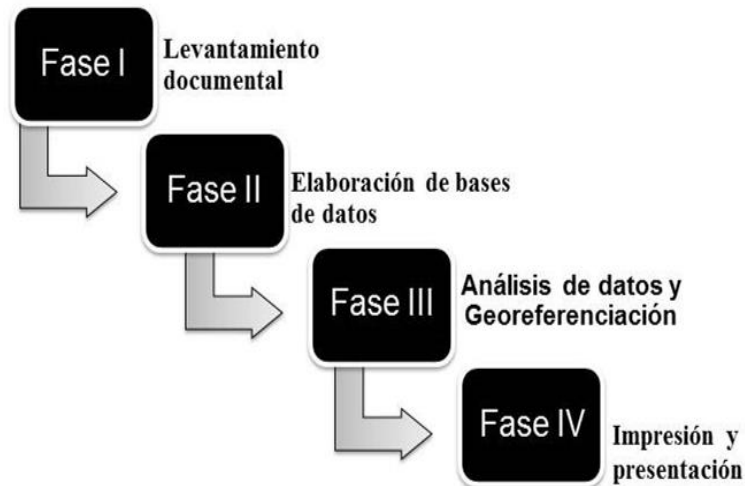 Fase I
Levantamiento
documental
Fase II
Elaboración de bases
de datos
Fase III
Análisis de datos y
Georeferenciación
Fase IV
Impresión y
presentación